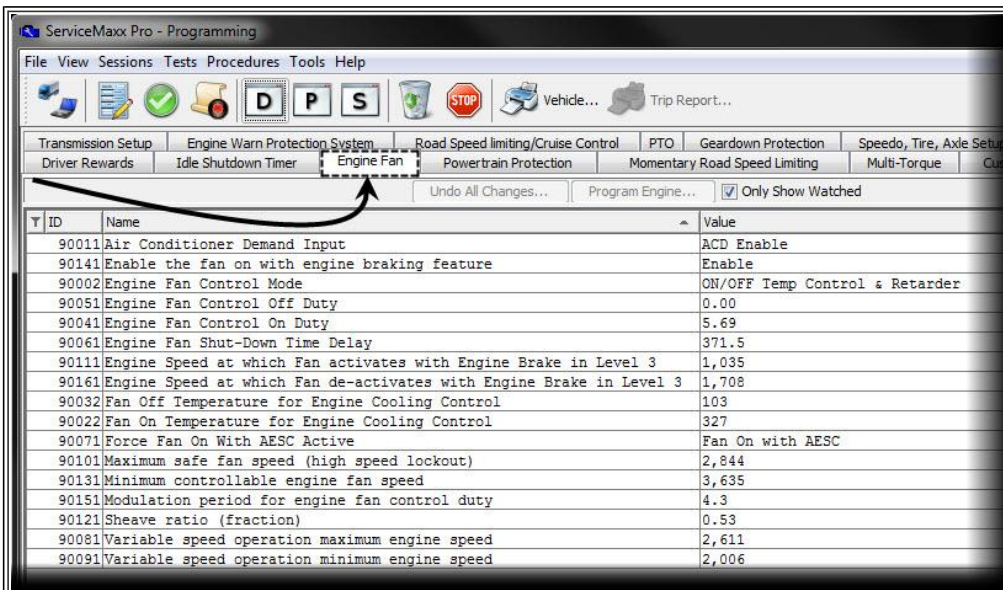 ServiceMaxx Pro - Programming
File View Sessions Tests Procedures Tools Help
D P S STOP Vehicle... Trip Report...
Transmission Setup Engine Warn Protection System Road Speed limiting/Cruise Control PTO Geardown Protection Speedo, Tire, Axle Setup
Driver Rewards Idle Shutdown Timer Engine Fan Powertrain Protection Momentary Road Speed Limiting Multi-Torque
Undo All Changes... Program Engine... Only Show Watched
ID Name Value
90011 Air Conditioner Demand Input ACD Enable
90141 Enable the fan on with engine braking feature Enable
90002 Engine Fan Control Mode ON/OFF Temp Control & Retarder
90051 Engine Fan Control Off Duty 0.00
90041 Engine Fan Control On Duty 5.69
90061 Engine Fan Shut-Down Time Delay 371.5
90111 Engine Speed at which Fan activates with Engine Brake in Level 3 1,035
90161 Engine Speed at which Fan de-activates with Engine Brake in Level 3 1,708
90032 Fan Off Temperature for Engine Cooling Control 103
90022 Fan On Temperature for Engine Cooling Control 327
90071 Force Fan On With AESC Active Fan On with AESC
90101 Maximum safe fan speed (high speed lockout) 2,844
90131 Minimum controllable engine fan speed 3,635
90151 Modulation period for engine fan control duty 4.3
90121 Sheave ratio (fraction) 0.53
90081 Variable speed operation maximum engine speed 2,611
90091 Variable speed operation minimum engine speed 2,006